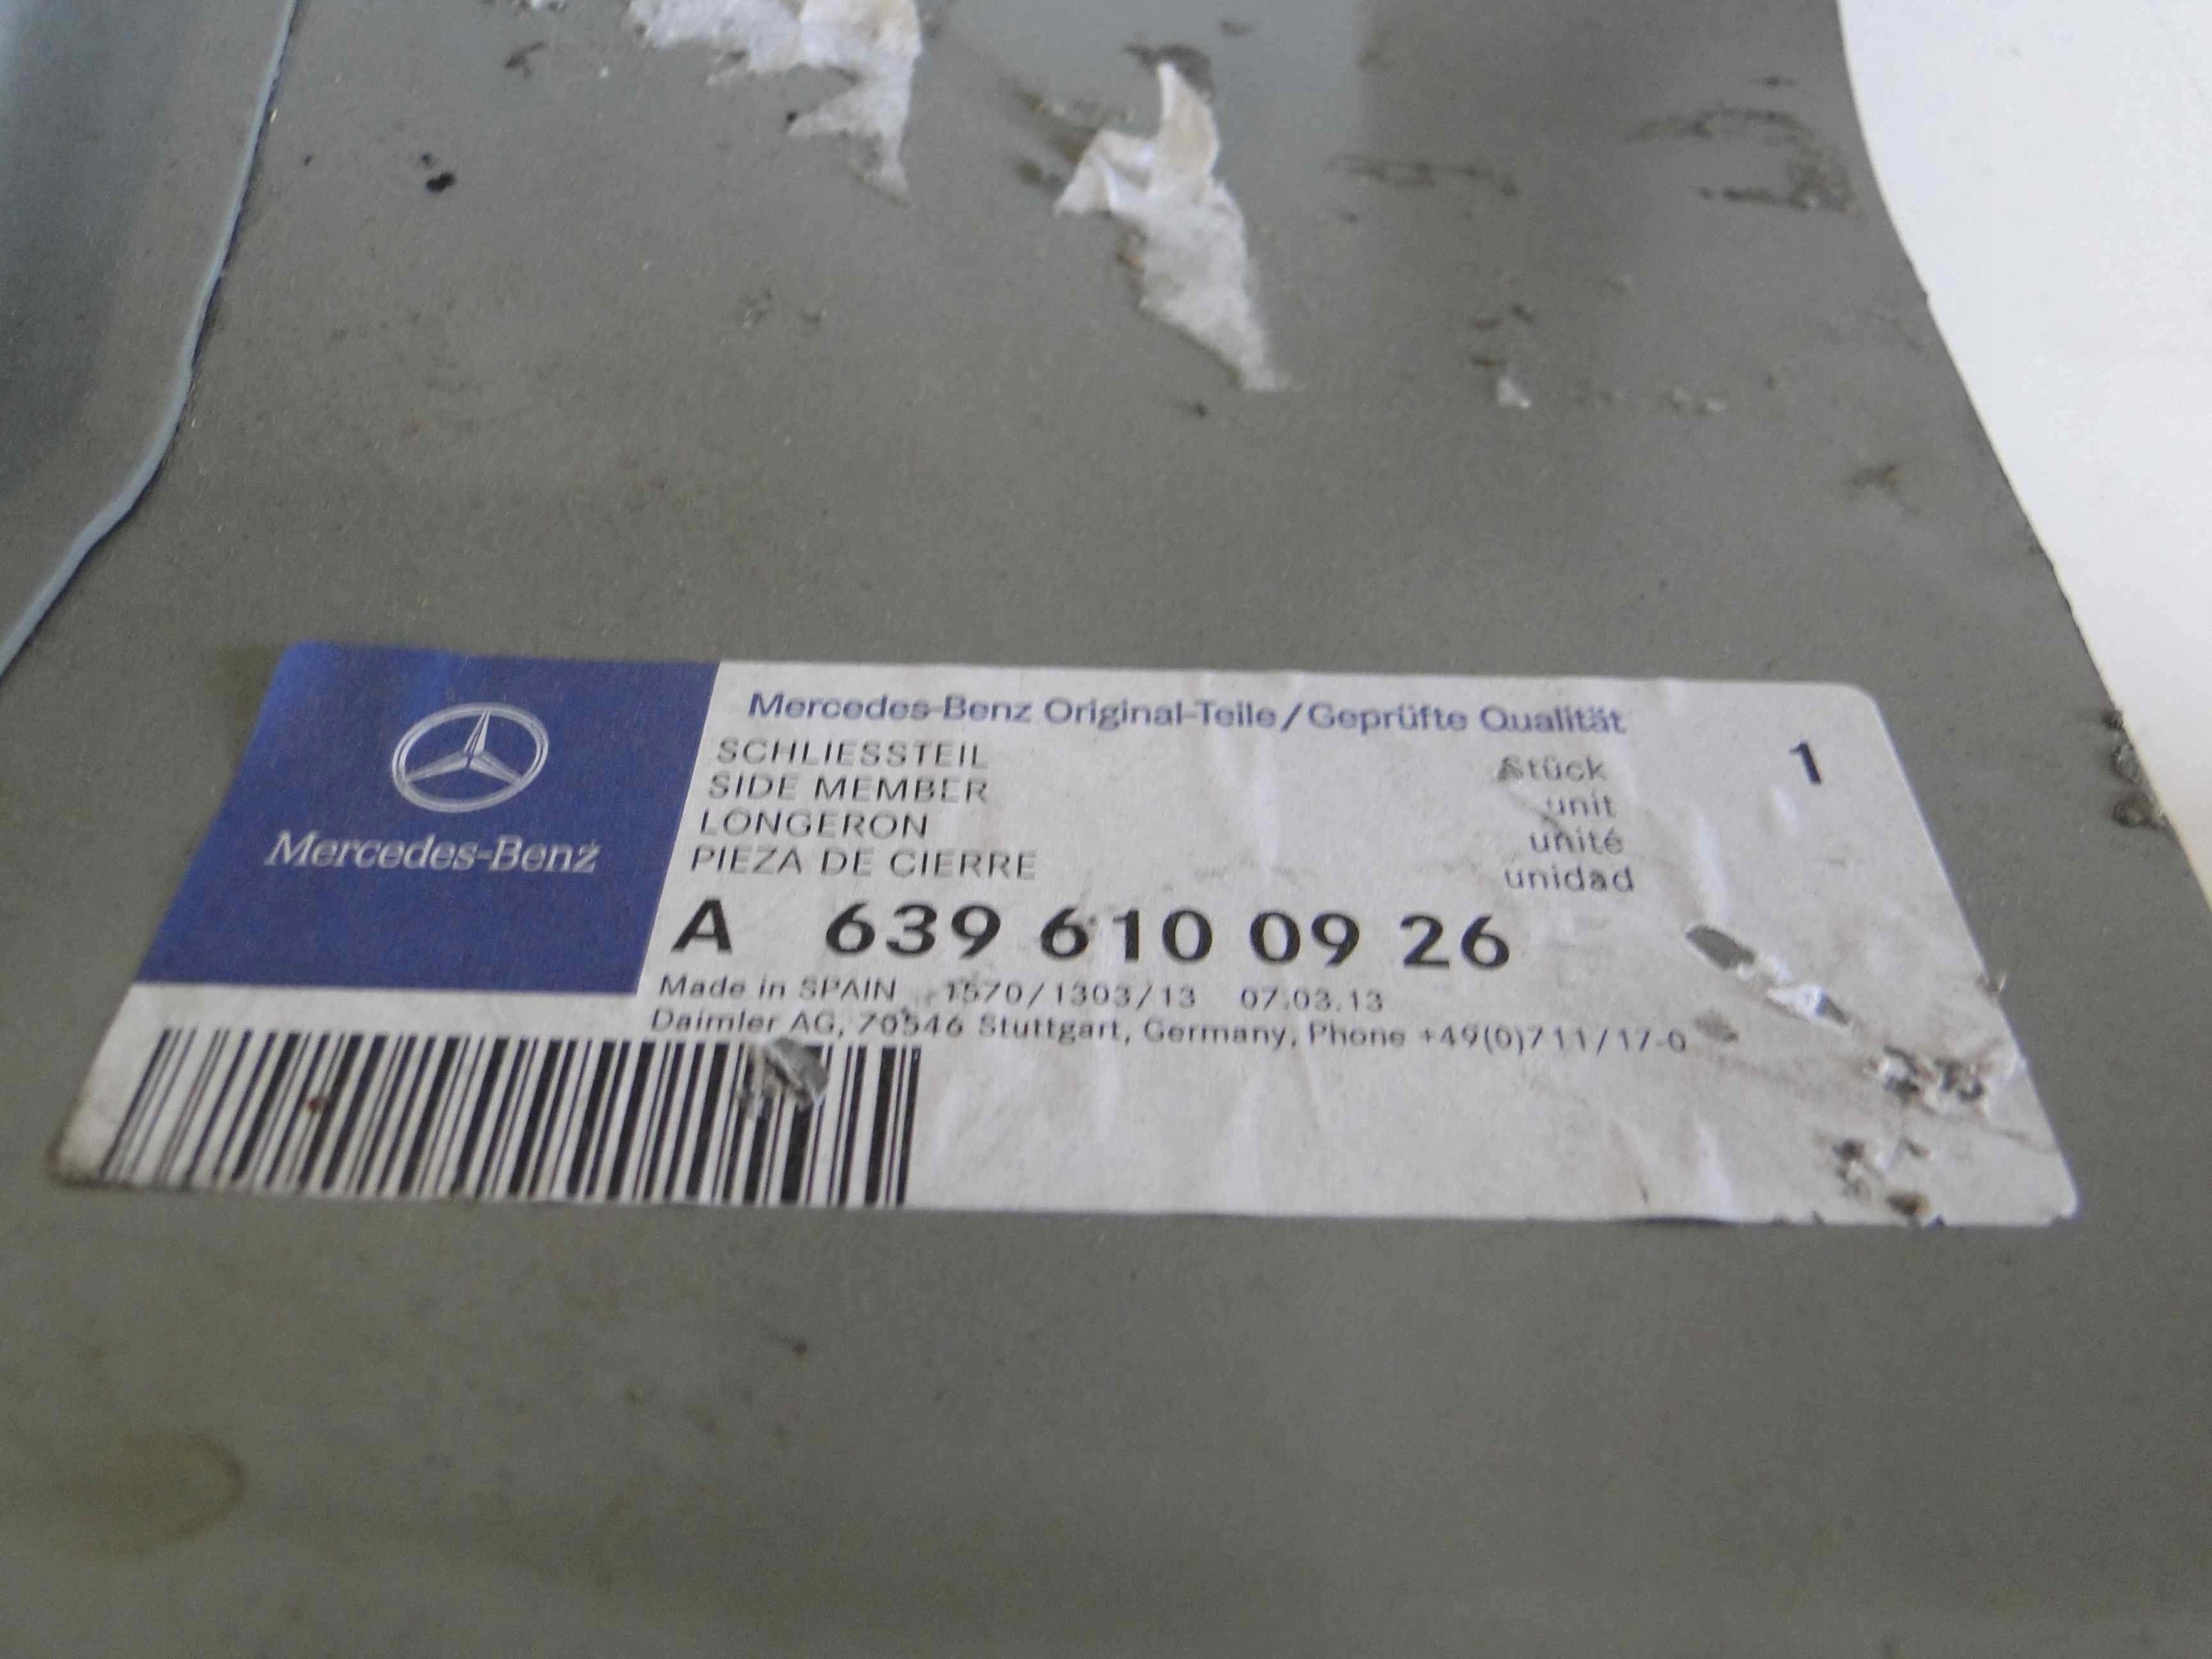 Mercedes-Benz
Mercedes-Benz Original-Teile/Geprüfte Qualität
SCHLIESSTEIL
SIDE MEMBER
LONGERON
PIEZA DE CIERRE
Stück 1
unit
unité
unidad
A 639 610 09 26
Made in SPAIN 1570/1303/13 07.03.13
Daimler AG, 70546 Stuttgart, Germany, Phone +49(0)711/17-0